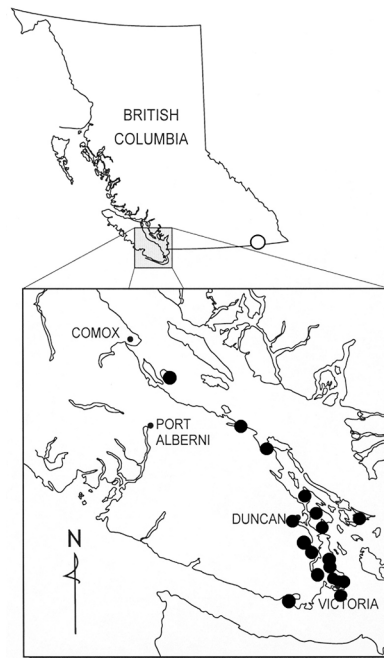 BRITISH
COLUMBIA
COMOX
PORT
ALBERNI
DUNCAN
N
VICTORIA